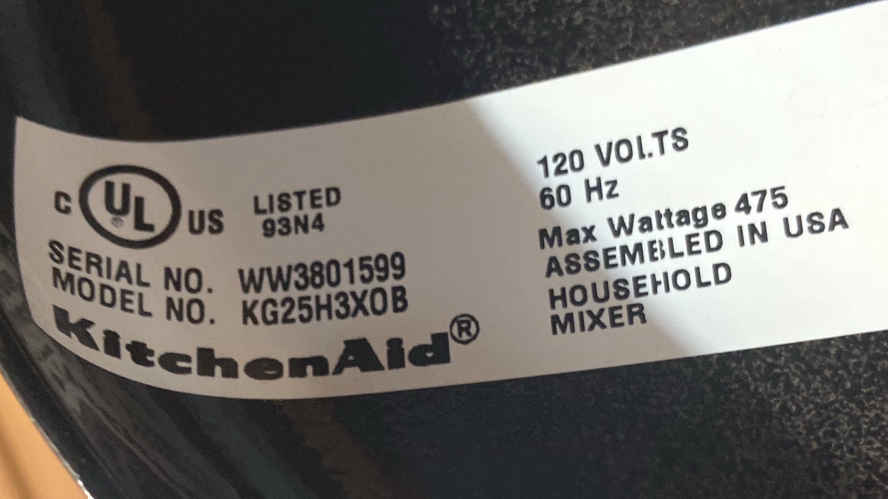 C UL US LISTED
93N4
SERIAL NO. WW3801599
MODEL NO. KG25H3XOB
KitchenAid®
120 VOLTS
60 Hz
Max Wattage 475
ASSEMBLED IN USA
HOUSEHOLD
MIXER